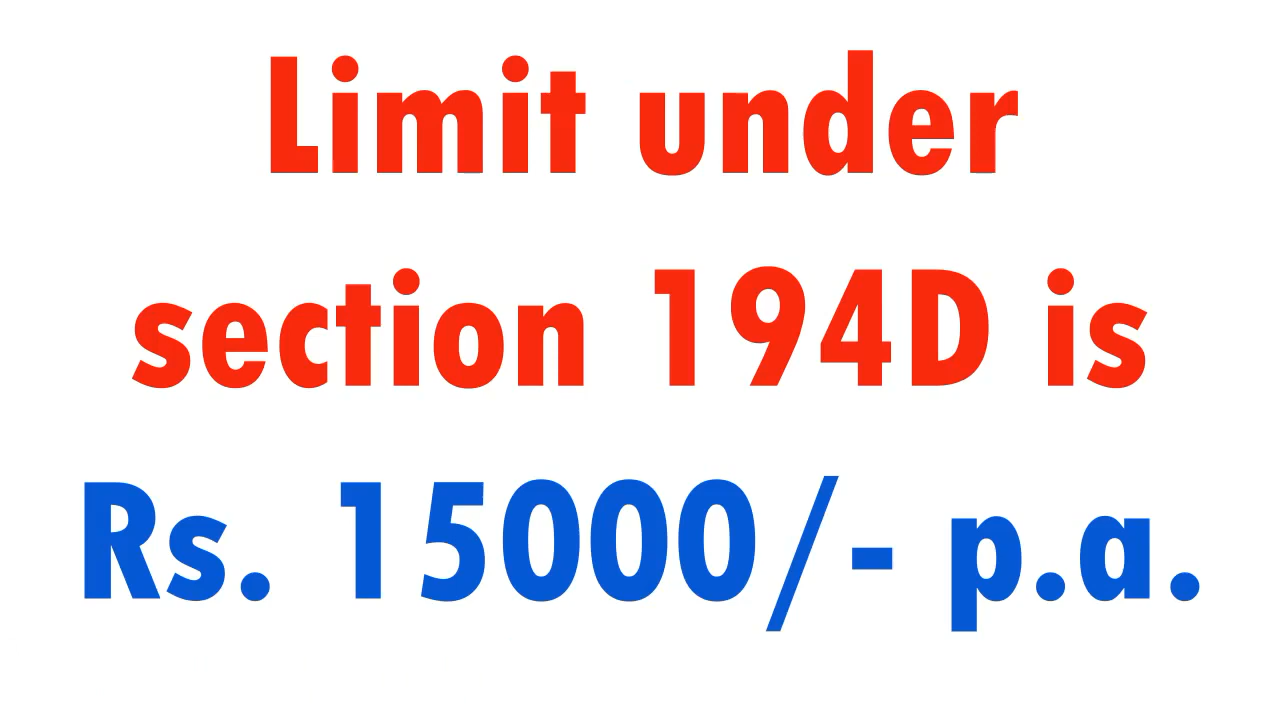 Limit under
section 194D is
Rs. 15000/- p.a.